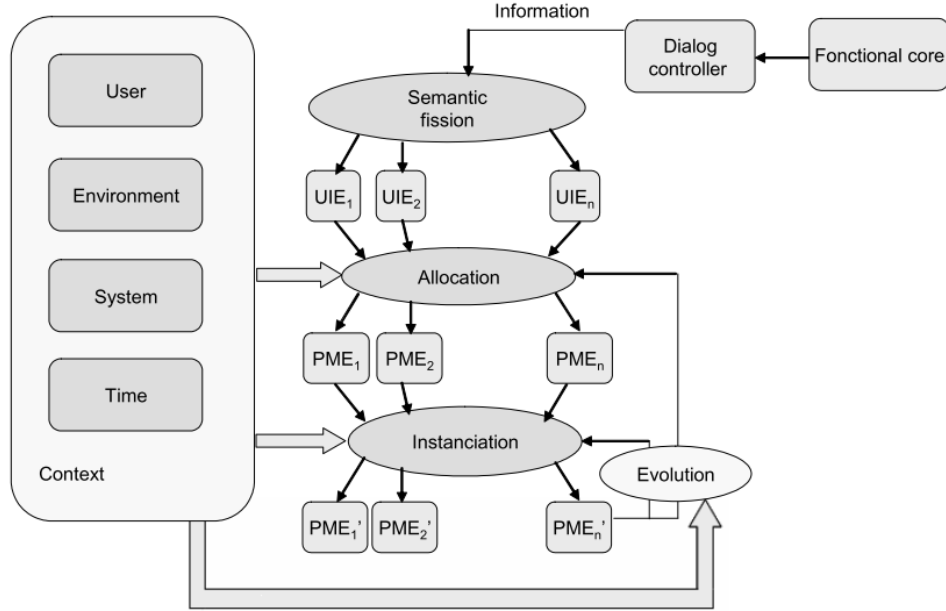 Information
Dialog
controller
Fonctional core
User
Semantic
fission
Environment
UIE₁
UIE₂
UIEₙ
System
Allocation
Time
PME₁
PME₂
PMEₙ
Instanciation
Context
Evolution
PME₁’
PME₂’
PMEₙ’